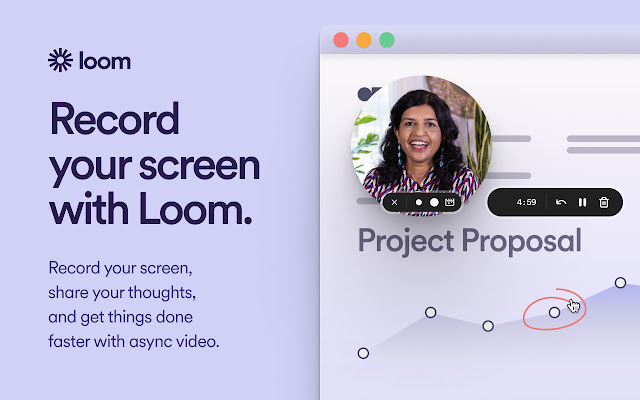 loom
Record
your screen
with Loom.
Record your screen,
share your thoughts,
and get things done
faster with async video.
4:59
Project Proposal